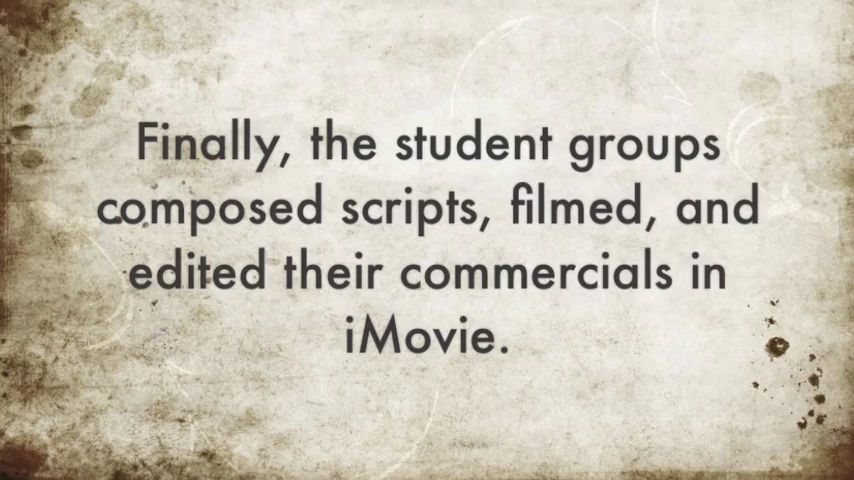 Finally, the student groups
composed scripts, filmed, and
edited their commercials in
iMovie.